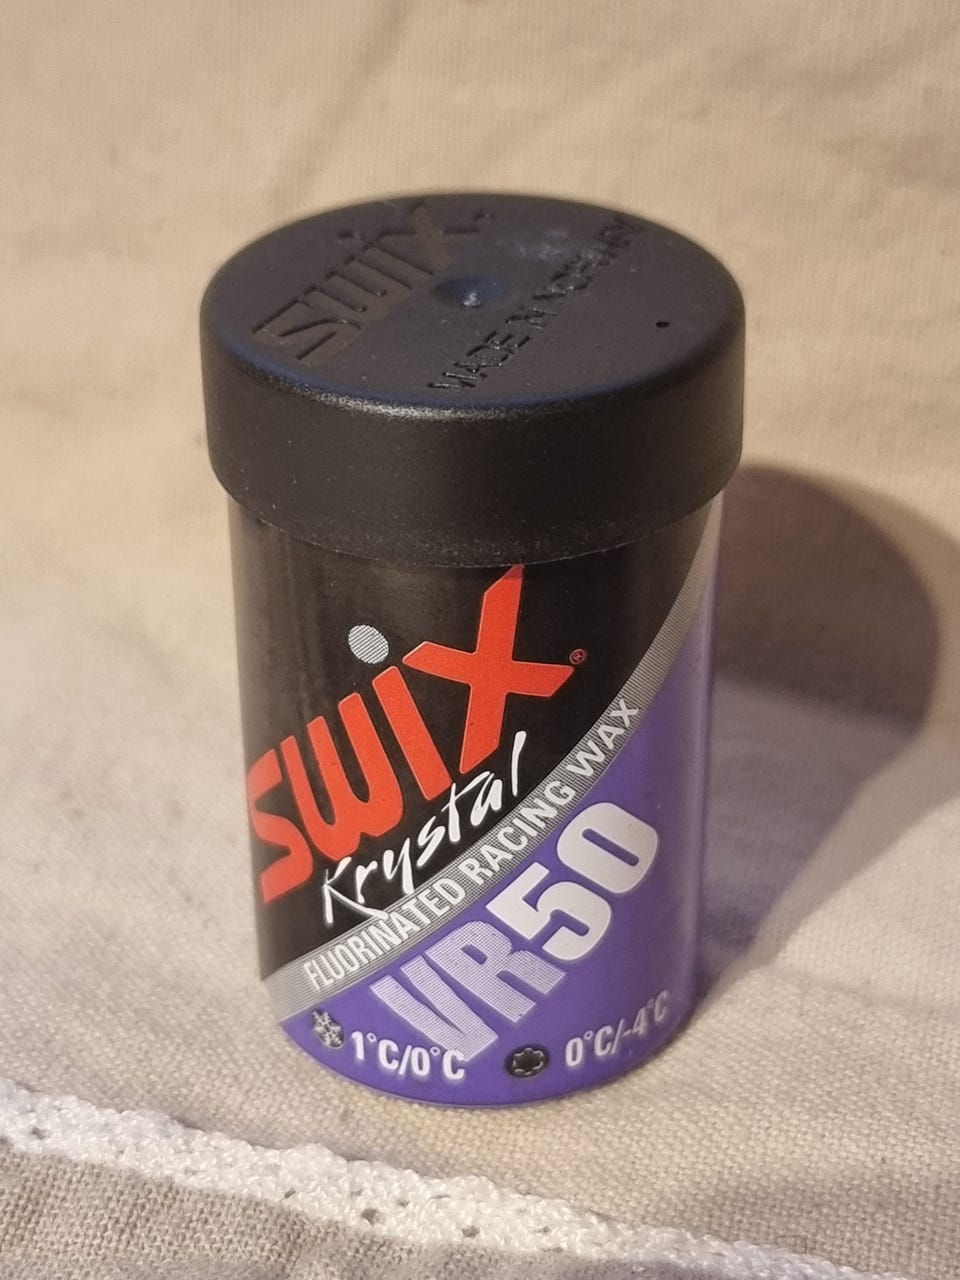 SWIX
MADE IN NORWAY
SWIX®
Krystal
FLUORINATED RACING WAX
VR50
1°C/0°C
0°C/-4°C